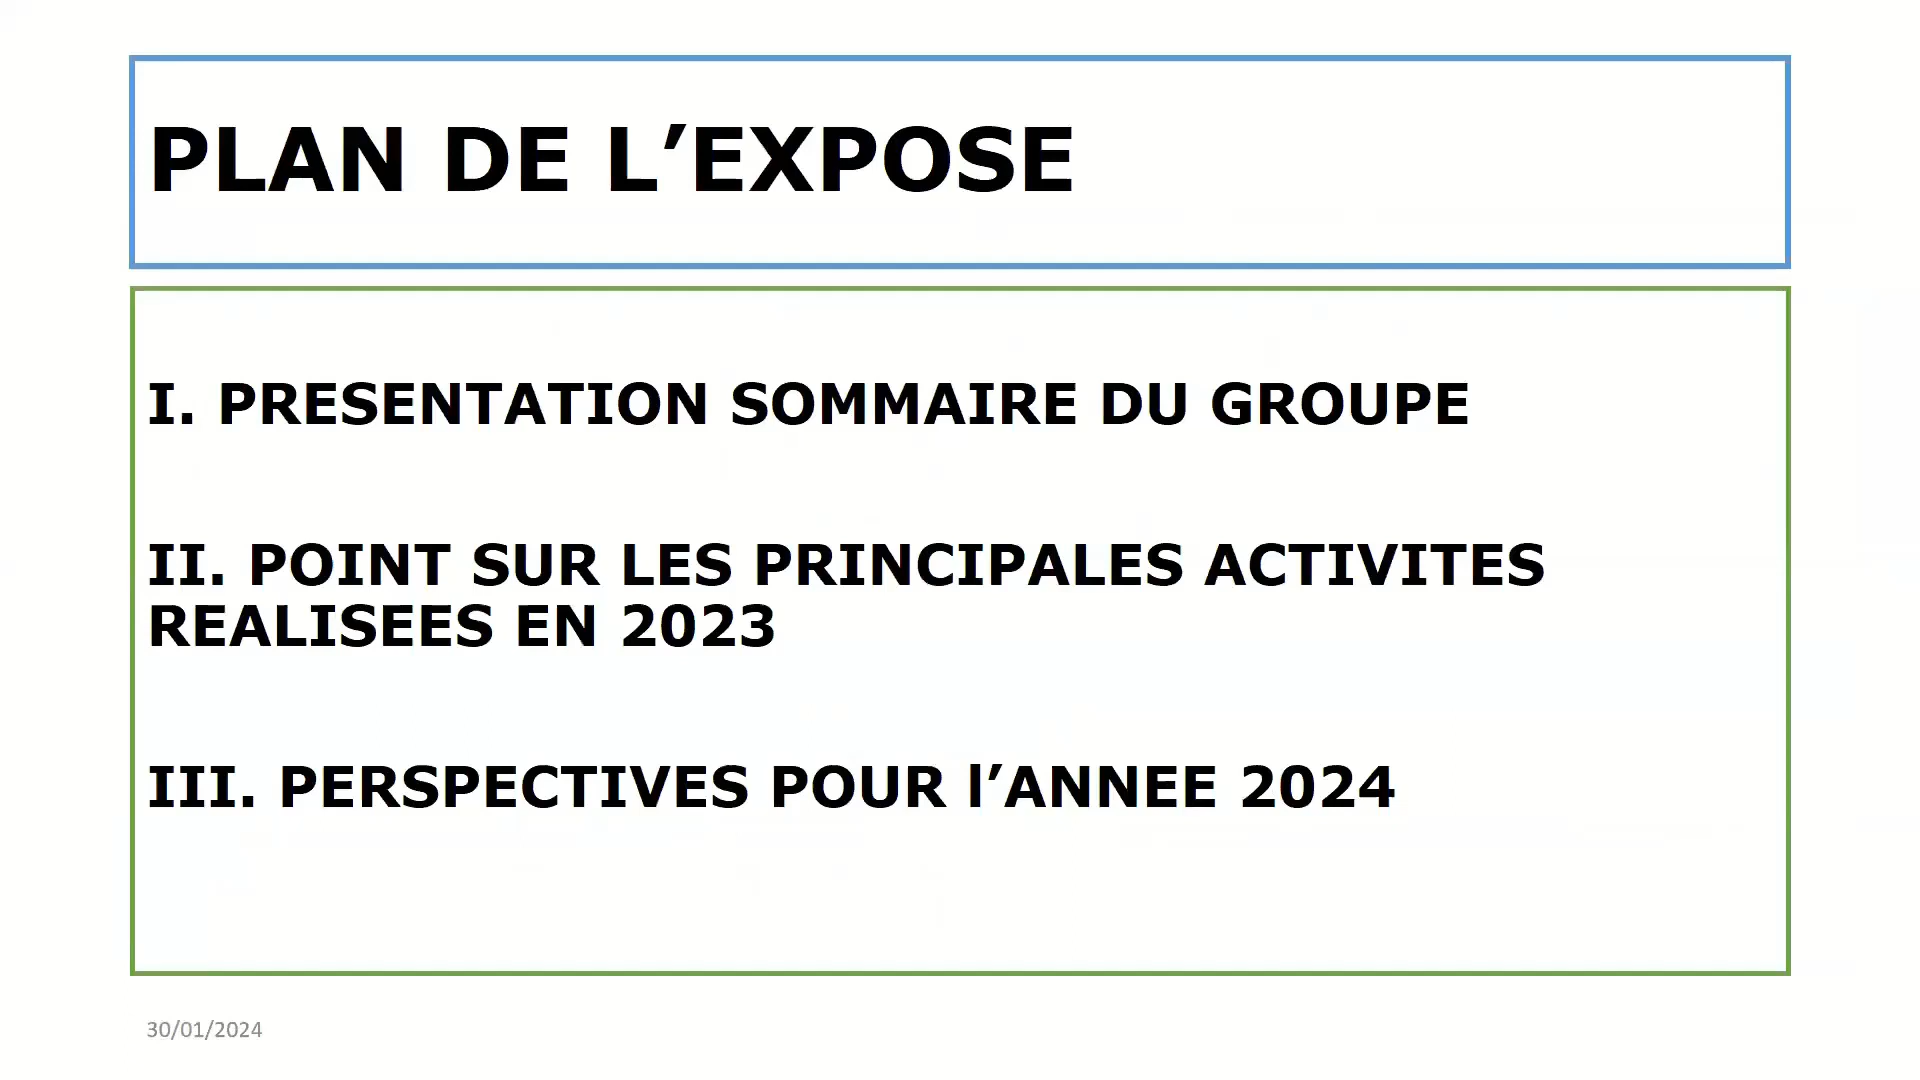 PLAN DE L’EXPOSE
I. PRESENTATION SOMMAIRE DU GROUPE
II. POINT SUR LES PRINCIPALES ACTIVITES
REALISEES EN 2023
III. PERSPECTIVES POUR l’ANNEE 2024
30/01/2024